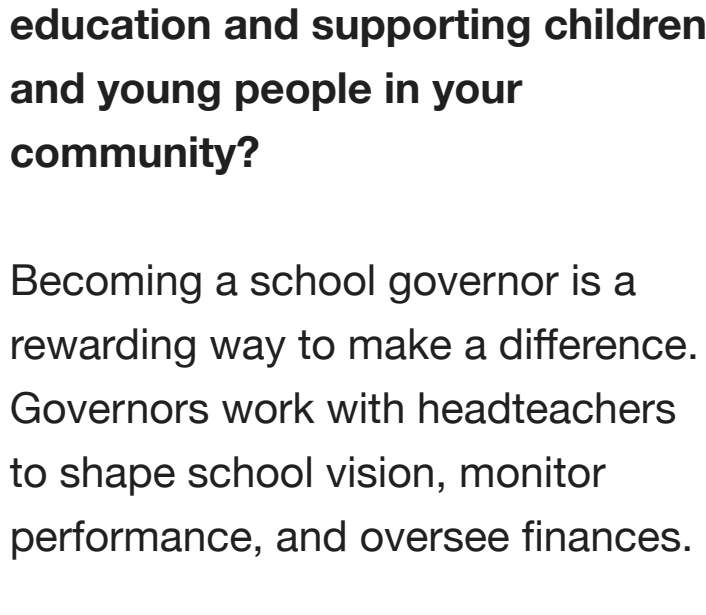 education and supporting children
and young people in your
community?
Becoming a school governor is a
rewarding way to make a difference.
Governors work with headteachers
to shape school vision, monitor
performance, and oversee finances.